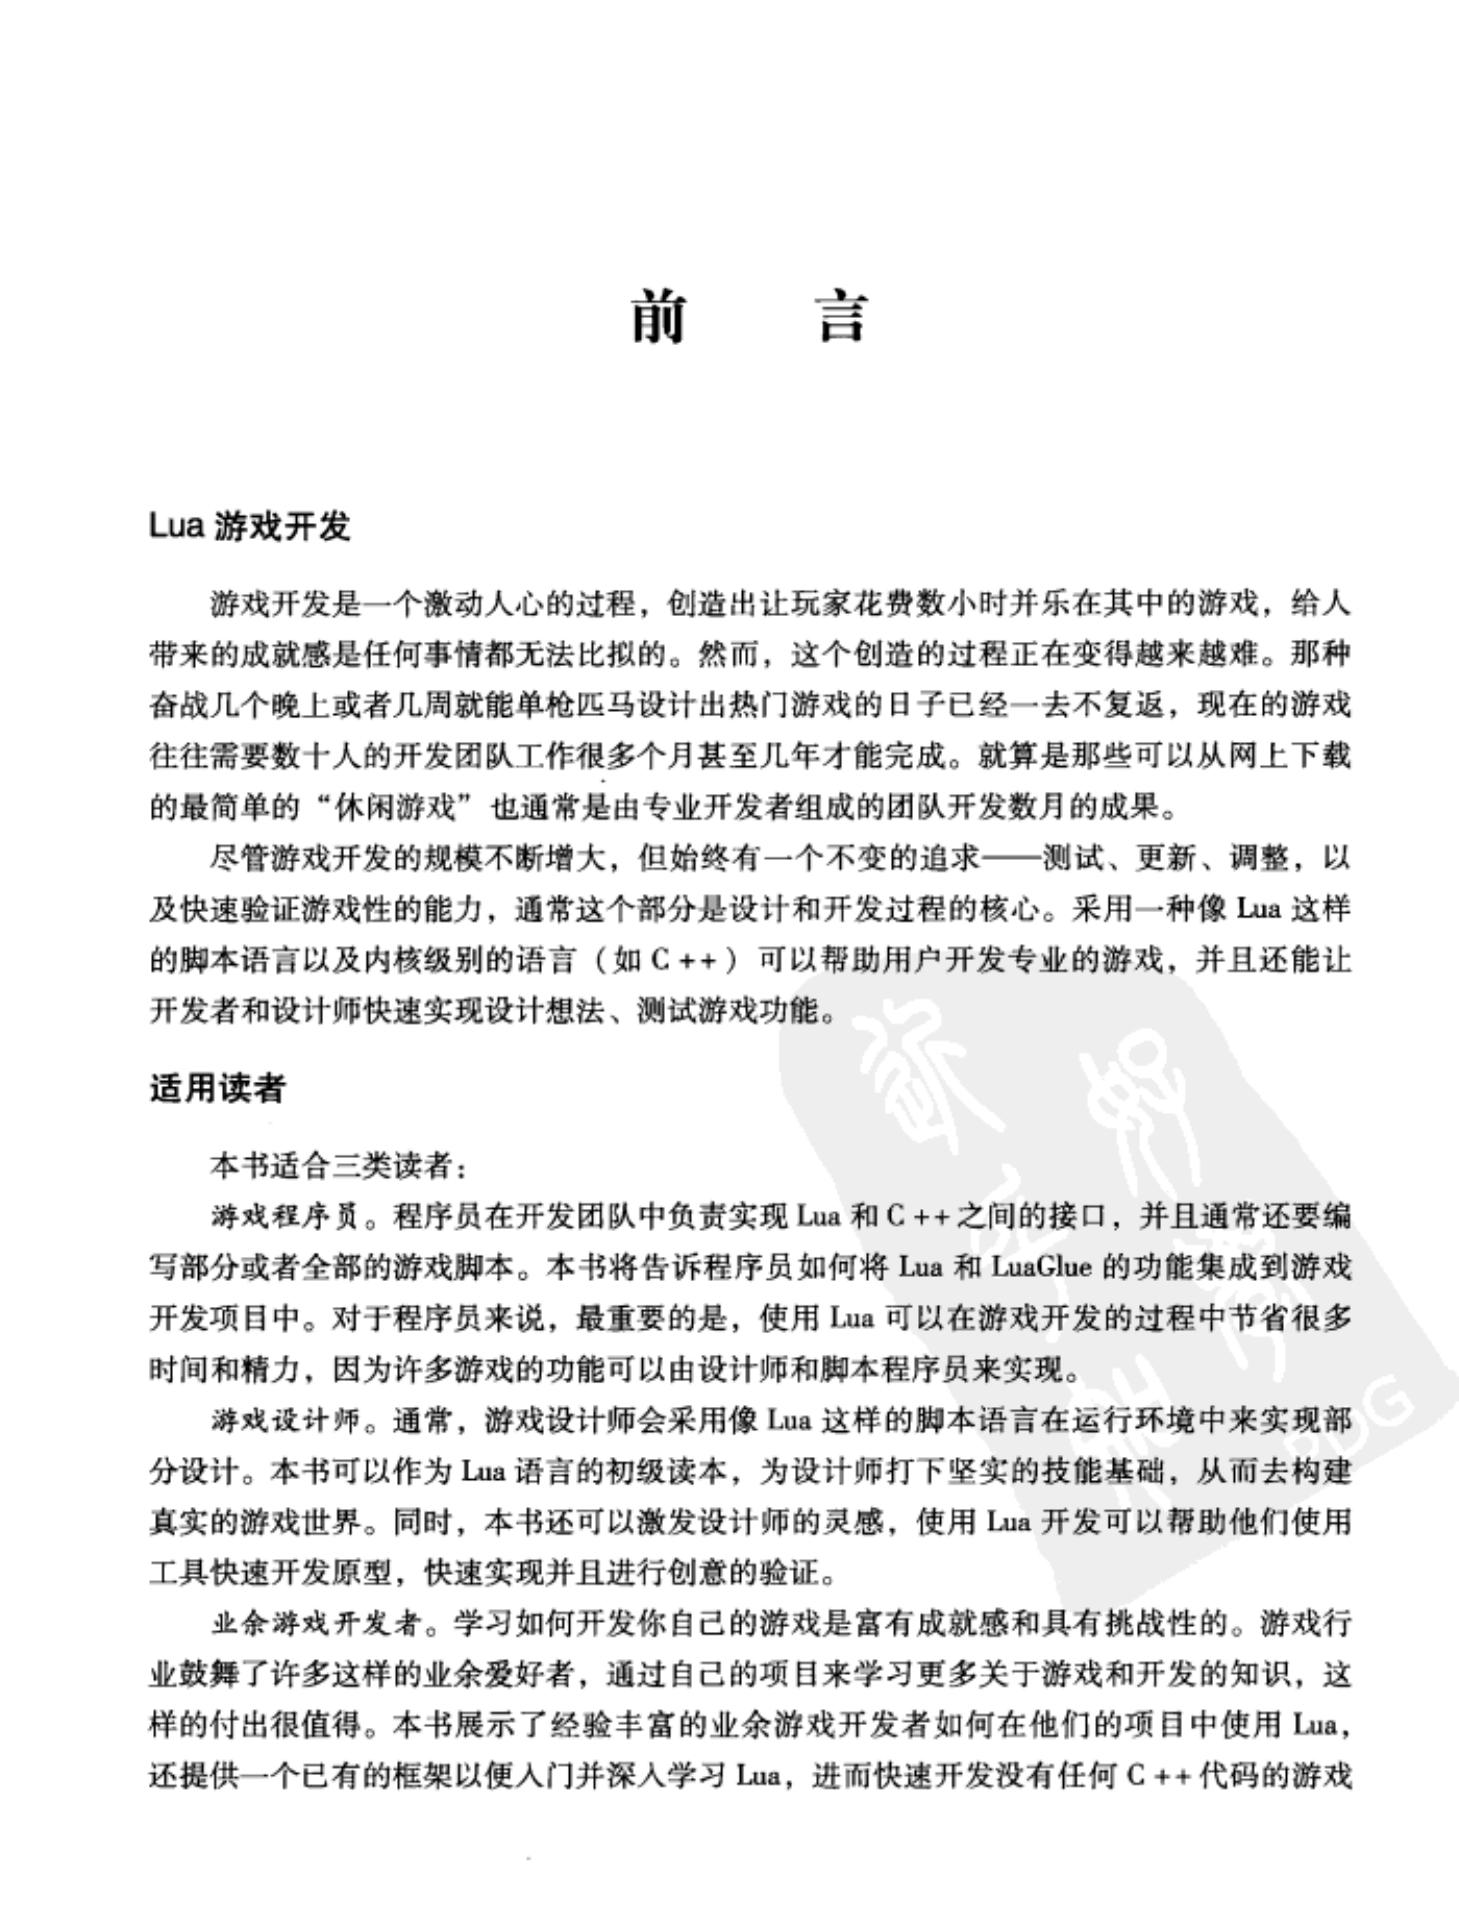 前 言
Lua 游戏开发
游戏开发是一个激动人心的过程，创造出让玩家花费数小时并乐在其中的游戏，给人
带来的成就感是任何事情都无法比拟的。然而，这个创造的过程正在变得越来越难。那种
奋战几个晚上或者几周就能单枪匹马设计出热门游戏的日子已经一去不复返，现在的游戏
往往需要数十人的开发团队工作很多个月甚至几年才能完成。就算是那些可以从网上下载
的最简单的“休闲游戏”也通常是由专业开发者组成的团队开发数月的成果。
尽管游戏开发的规模不断增大，但始终有一个不变的追求——测试、更新、调整，以
及快速验证游戏性的能力，通常这个部分是设计和开发过程的核心。采用一种像 Lua 这样
的脚本语言以及内核级别的语言（如 C ++）可以帮助用户开发专业的游戏，并且还能让
开发者和设计师快速实现设计想法、测试游戏功能。
适用读者
本书适合三类读者：
游戏程序员。程序员在开发团队中负责实现 Lua 和 C ++ 之间的接口，并且通常还要编
写部分或者全部的游戏脚本。本书将告诉程序员如何将 Lua 和 LuaGlue 的功能集成到游戏
开发项目中。对于程序员来说，最重要的是，使用 Lua 可以在游戏开发的过程中节省很多
时间和精力，因为许多游戏的功能可以由设计师和脚本程序员来实现。
游戏设计师。通常，游戏设计师会采用像 Lua 这样的脚本语言在运行环境中来实现部
分设计。本书可以作为 Lua 语言的初级读本，为设计师打下坚实的技能基础，从而去构建
真实的游戏世界。同时，本书还可以激发设计师的灵感，使用 Lua 开发可以帮助他们使用
工具快速开发原型，快速实现并且进行创意的验证。
业余游戏开发者。学习如何开发你自己的游戏是富有成就感和具有挑战性的。游戏行
业鼓舞了许多这样的业余爱好者，通过自己的项目来学习更多关于游戏和开发的知识，这
样的付出很值得。本书展示了经验丰富的业余游戏开发者如何在他们的项目中使用 Lua，
还提供一个已有的框架以便入门并深入学习 Lua，进而快速开发没有任何 C ++ 代码的游戏
PDG